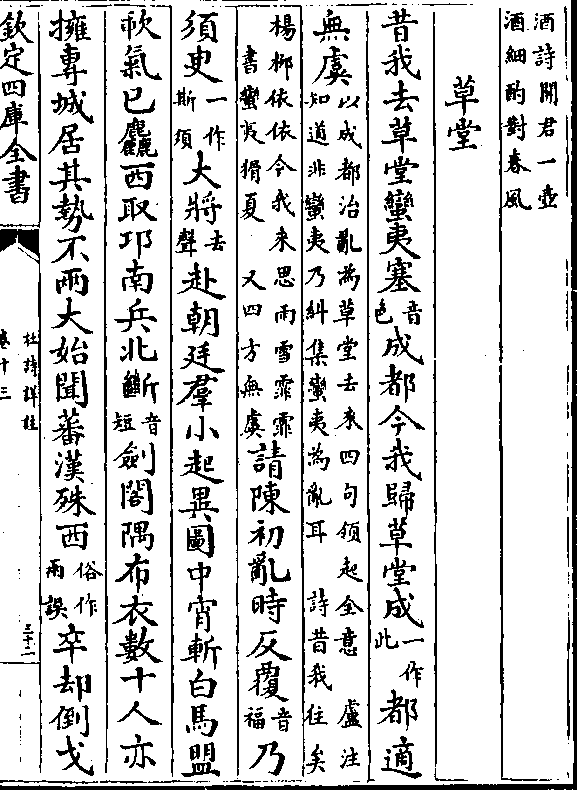 酒詩開君一壺
酒細酌對春風
草堂
昔我去草堂蠻夷塞音色成都今我歸草堂成一作此都適
無虞以成都治亂為草堂去來四句領起全意 盧注
知道非蠻夷乃糾集蠻夷為亂耳 詩昔我往矣
楊柳依依今我來思雨雪霏霏
書蠻夷猾夏 又四方無虞請陳初亂時反覆音福乃
須臾一作斯須大將去聲赴朝廷羣小起異圖中宵斬白馬盟
歃氣已麤西取邛南兵北斷音短劍閣隅布衣數十人亦
擁專城居其勢不兩大始聞蕃漢殊西俗作兩誤卒却倒戈
欽定四庫全書
杜詩詳註
卷十三
三十二